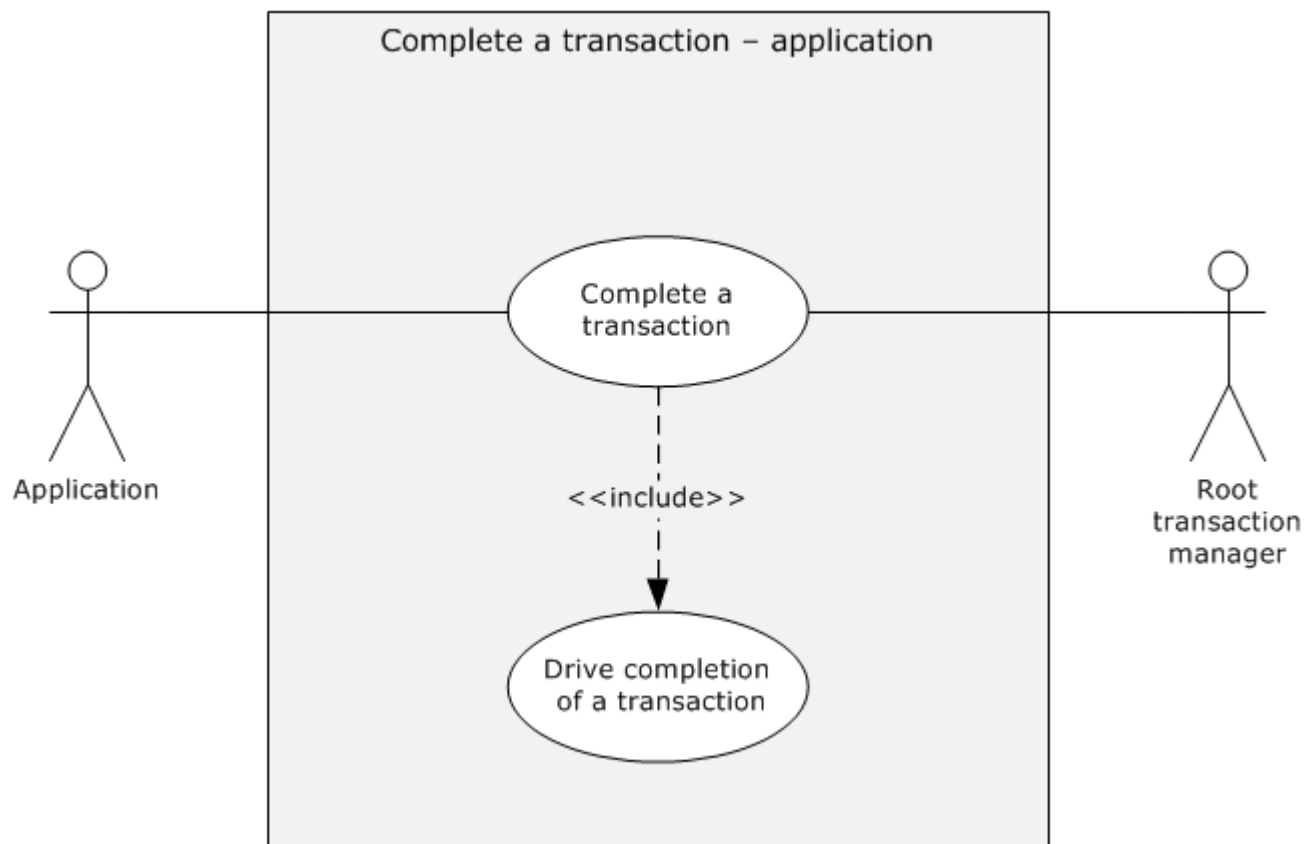 Complete a transaction – application
Complete a
transaction
Application
<<include>>
Root
transaction
manager
Drive completion
of a transaction